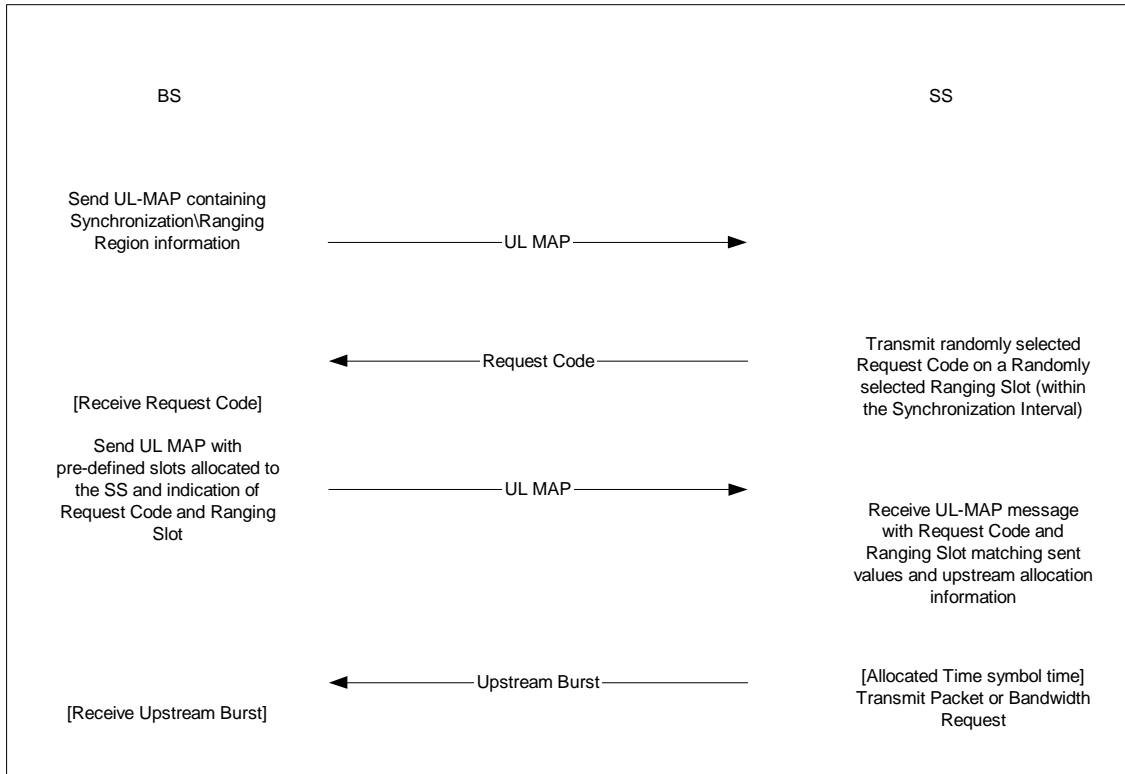 BS
SS
Send UL-MAP containing
Synchronization\Ranging
Region information
UL MAP
Request Code
Transmit randomly selected
Request Code on a Randomly
selected Ranging Slot (within
the Synchronization Interval)
[Receive Request Code]
Send UL MAP with
pre-defined slots allocated to
the SS and indication of
Request Code and Ranging
Slot
UL MAP
Receive UL-MAP message
with Request Code and
Ranging Slot matching sent
values and upstream allocation
information
Upstream Burst
[Allocated Time symbol time]
Transmit Packet or Bandwidth
Request
[Receive Upstream Burst]